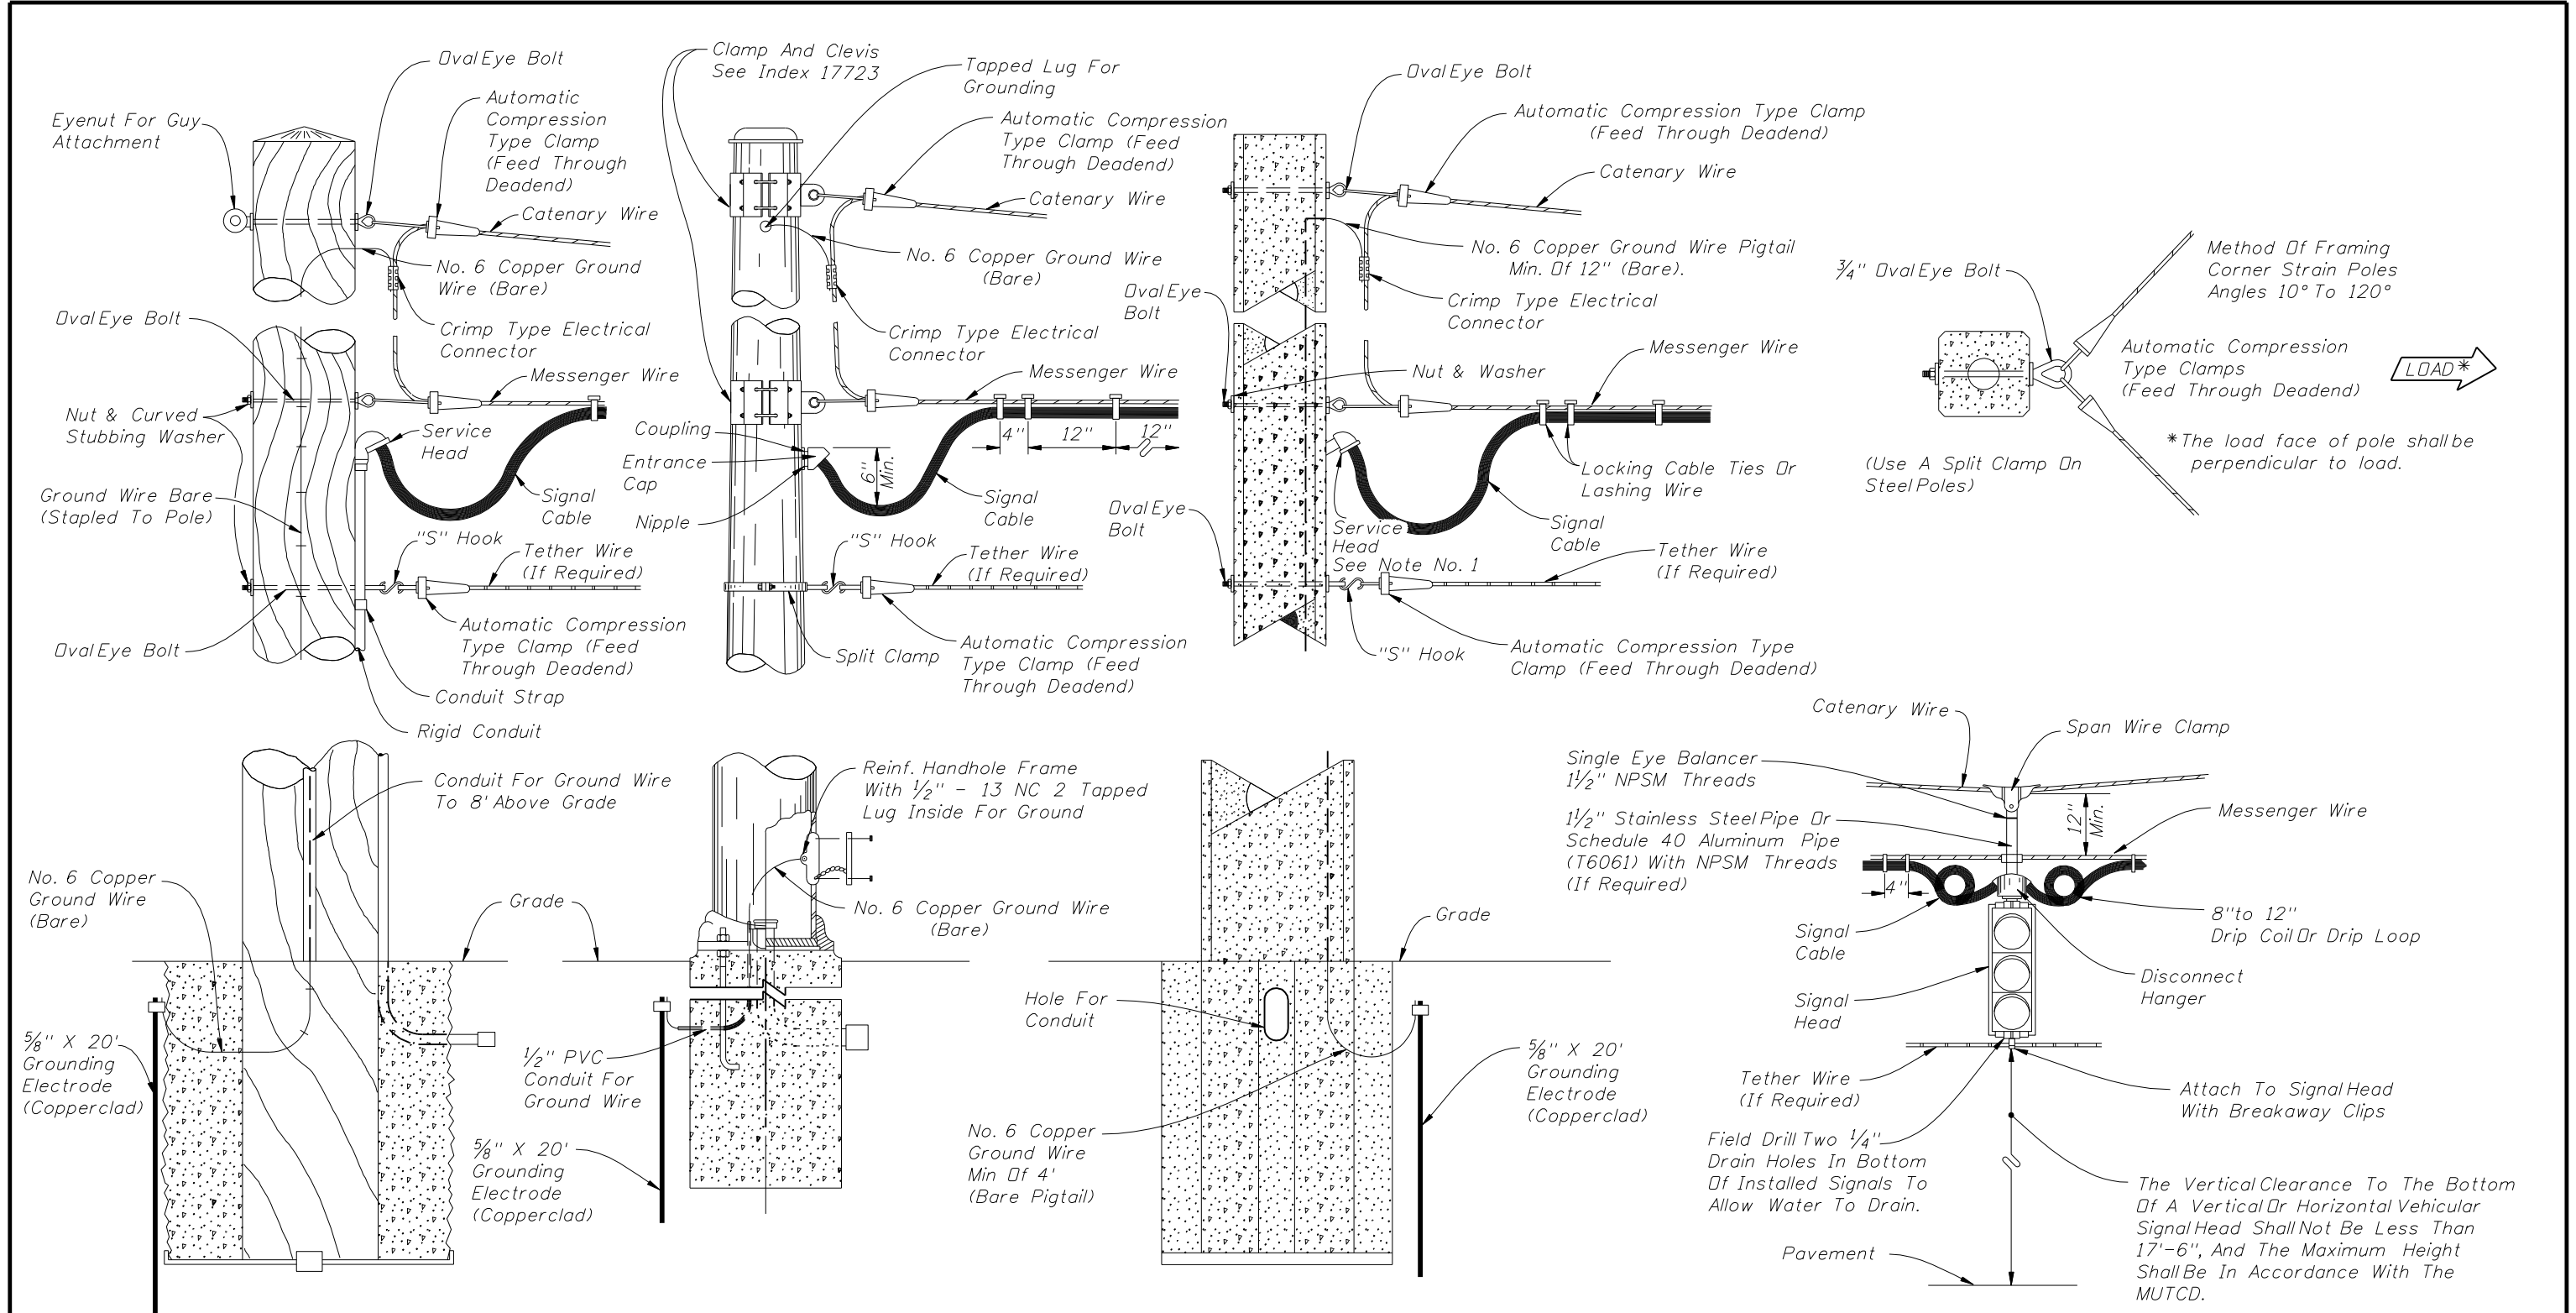 Oval Eye Bolt
Eyenut For Guy
Attachment
Automatic
Compression
Type Clamp
(Feed Through
Deadend)
Catenary Wire
No. 6 Copper Ground
Wire (Bare)
Oval Eye Bolt
Crimp Type Electrical
Connector
Messenger Wire
Nut & Curved
Stubbing Washer
Service
Head
Ground Wire Bare
(Stapled To Pole)
Signal
Cable
"S" Hook
Tether Wire
(If Required)
Oval Eye Bolt
Automatic Compression
Type Clamp (Feed
Through Deadend)
Conduit Strap
Rigid Conduit
Clamp And Clevis
See Index 17723
Tapped Lug For
Grounding
Automatic Compression
Type Clamp (Feed
Through Deadend)
Catenary Wire
No. 6 Copper Ground Wire
(Bare)
Crimp Type Electrical
Connector
Messenger Wire
Coupling
4"
12"
12"
Entrance
Cap
6"
Min.
Nipple
Signal
Cable
"S" Hook
Tether Wire
(If Required)
Split Clamp
Automatic Compression
Type Clamp (Feed
Through Deadend)
Oval Eye Bolt
Automatic Compression Type Clamp
(Feed Through Deadend)
Catenary Wire
No. 6 Copper Ground Wire Pigtail
Min. Of 12" (Bare).
Oval Eye
Bolt
Crimp Type Electrical
Connector
Messenger Wire
Nut & Washer
Locking Cable Ties Or
Lashing Wire
Oval Eye
Bolt
Service
Head
See Note No. 1
Signal
Cable
Tether Wire
(If Required)
"S" Hook
Automatic Compression Type
Clamp (Feed Through Deadend)
3/4" Oval Eye Bolt
Method Of Framing
Corner Strain Poles
Angles 10° To 120°
Automatic Compression
Type Clamps
(Feed Through Deadend)
LOAD *
* The load face of pole shall be
perpendicular to load.
(Use A Split Clamp On
Steel Poles)
Conduit For Ground Wire
To 8' Above Grade
No. 6 Copper
Ground Wire
(Bare)
Grade
5/8" X 20'
Grounding
Electrode
(Copperclad)
Reinf. Handhole Frame
With 1/2" - 13 NC 2 Tapped
Lug Inside For Ground
No. 6 Copper Ground Wire
(Bare)
1/2" PVC
Conduit For
Ground Wire
5/8" X 20'
Grounding
Electrode
(Copperclad)
Grade
Hole For
Conduit
No. 6 Copper
Ground Wire
Min Of 4'
(Bare Pigtail)
5/8" X 20'
Grounding
Electrode
(Copperclad)
Catenary Wire
Span Wire Clamp
Single Eye Balancer
1 1/2" NPSM Threads
1 1/2" Stainless Steel Pipe Or
Schedule 40 Aluminum Pipe
(T6061) With NPSM Threads
(If Required)
12"
Min.
Messenger Wire
4"
Signal
Cable
8" to 12"
Drip Coil Or Drip Loop
Disconnect
Hanger
Signal
Head
Tether Wire
(If Required)
Attach To Signal Head
With Breakaway Clips
Field Drill Two 1/4"
Drain Holes In Bottom
Of Installed Signals To
Allow Water To Drain.
The Vertical Clearance To The Bottom
Of A Vertical Or Horizontal Vehicular
Signal Head Shall Not Be Less Than
17'-6", And The Maximum Height
Shall Be In Accordance With The
MUTCD.
Pavement